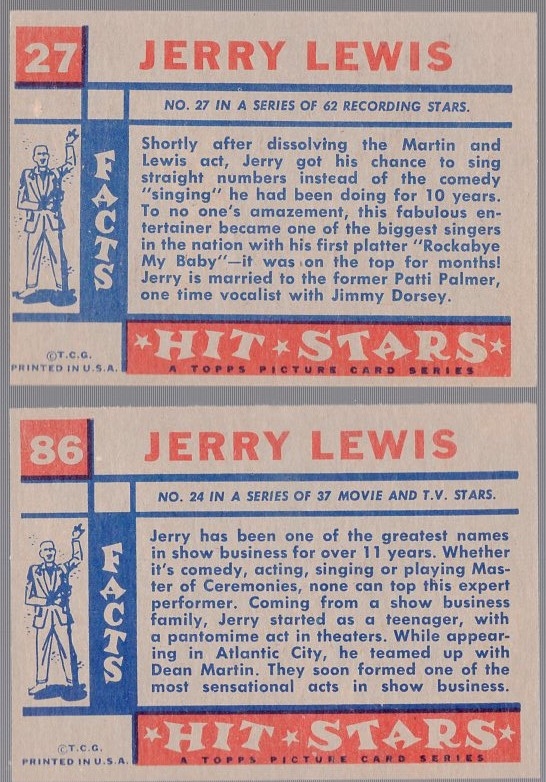 27
JERRY LEWIS
NO. 27 IN A SERIES OF 62 RECORDING STARS.
FACTS
Shortly after dissolving the Martin and
Lewis act, Jerry got his chance to sing
straight numbers instead of the comedy
"singing" he had been doing for 10 years.
To no one's amazement, this fabulous en-
tertainer became one of the biggest singers
in the nation with his first platter "Rockabye
My Baby"—it was on the top for months!
Jerry is married to the former Patti Palmer,
one time vocalist with Jimmy Dorsey.
©T.C.G.
PRINTED IN U.S.A.
HIT STARS
A TOPPS PICTURE CARD SERIES
86
JERRY LEWIS
NO. 24 IN A SERIES OF 37 MOVIE AND T.V. STARS.
FACTS
Jerry has been one of the greatest names
in show business for over 11 years. Whether
it's comedy, acting, singing or playing Mas-
ter of Ceremonies, none can top this expert
performer. Coming from a show business
family, Jerry started as a teenager, with
a pantomime act in theaters. While appear-
ing in Atlantic City, he teamed up with
Dean Martin. They soon formed one of the
most sensational acts in show business.
©T.C.G.
PRINTED IN U.S.A.
HIT STARS
A TOPPS PICTURE CARD SERIES